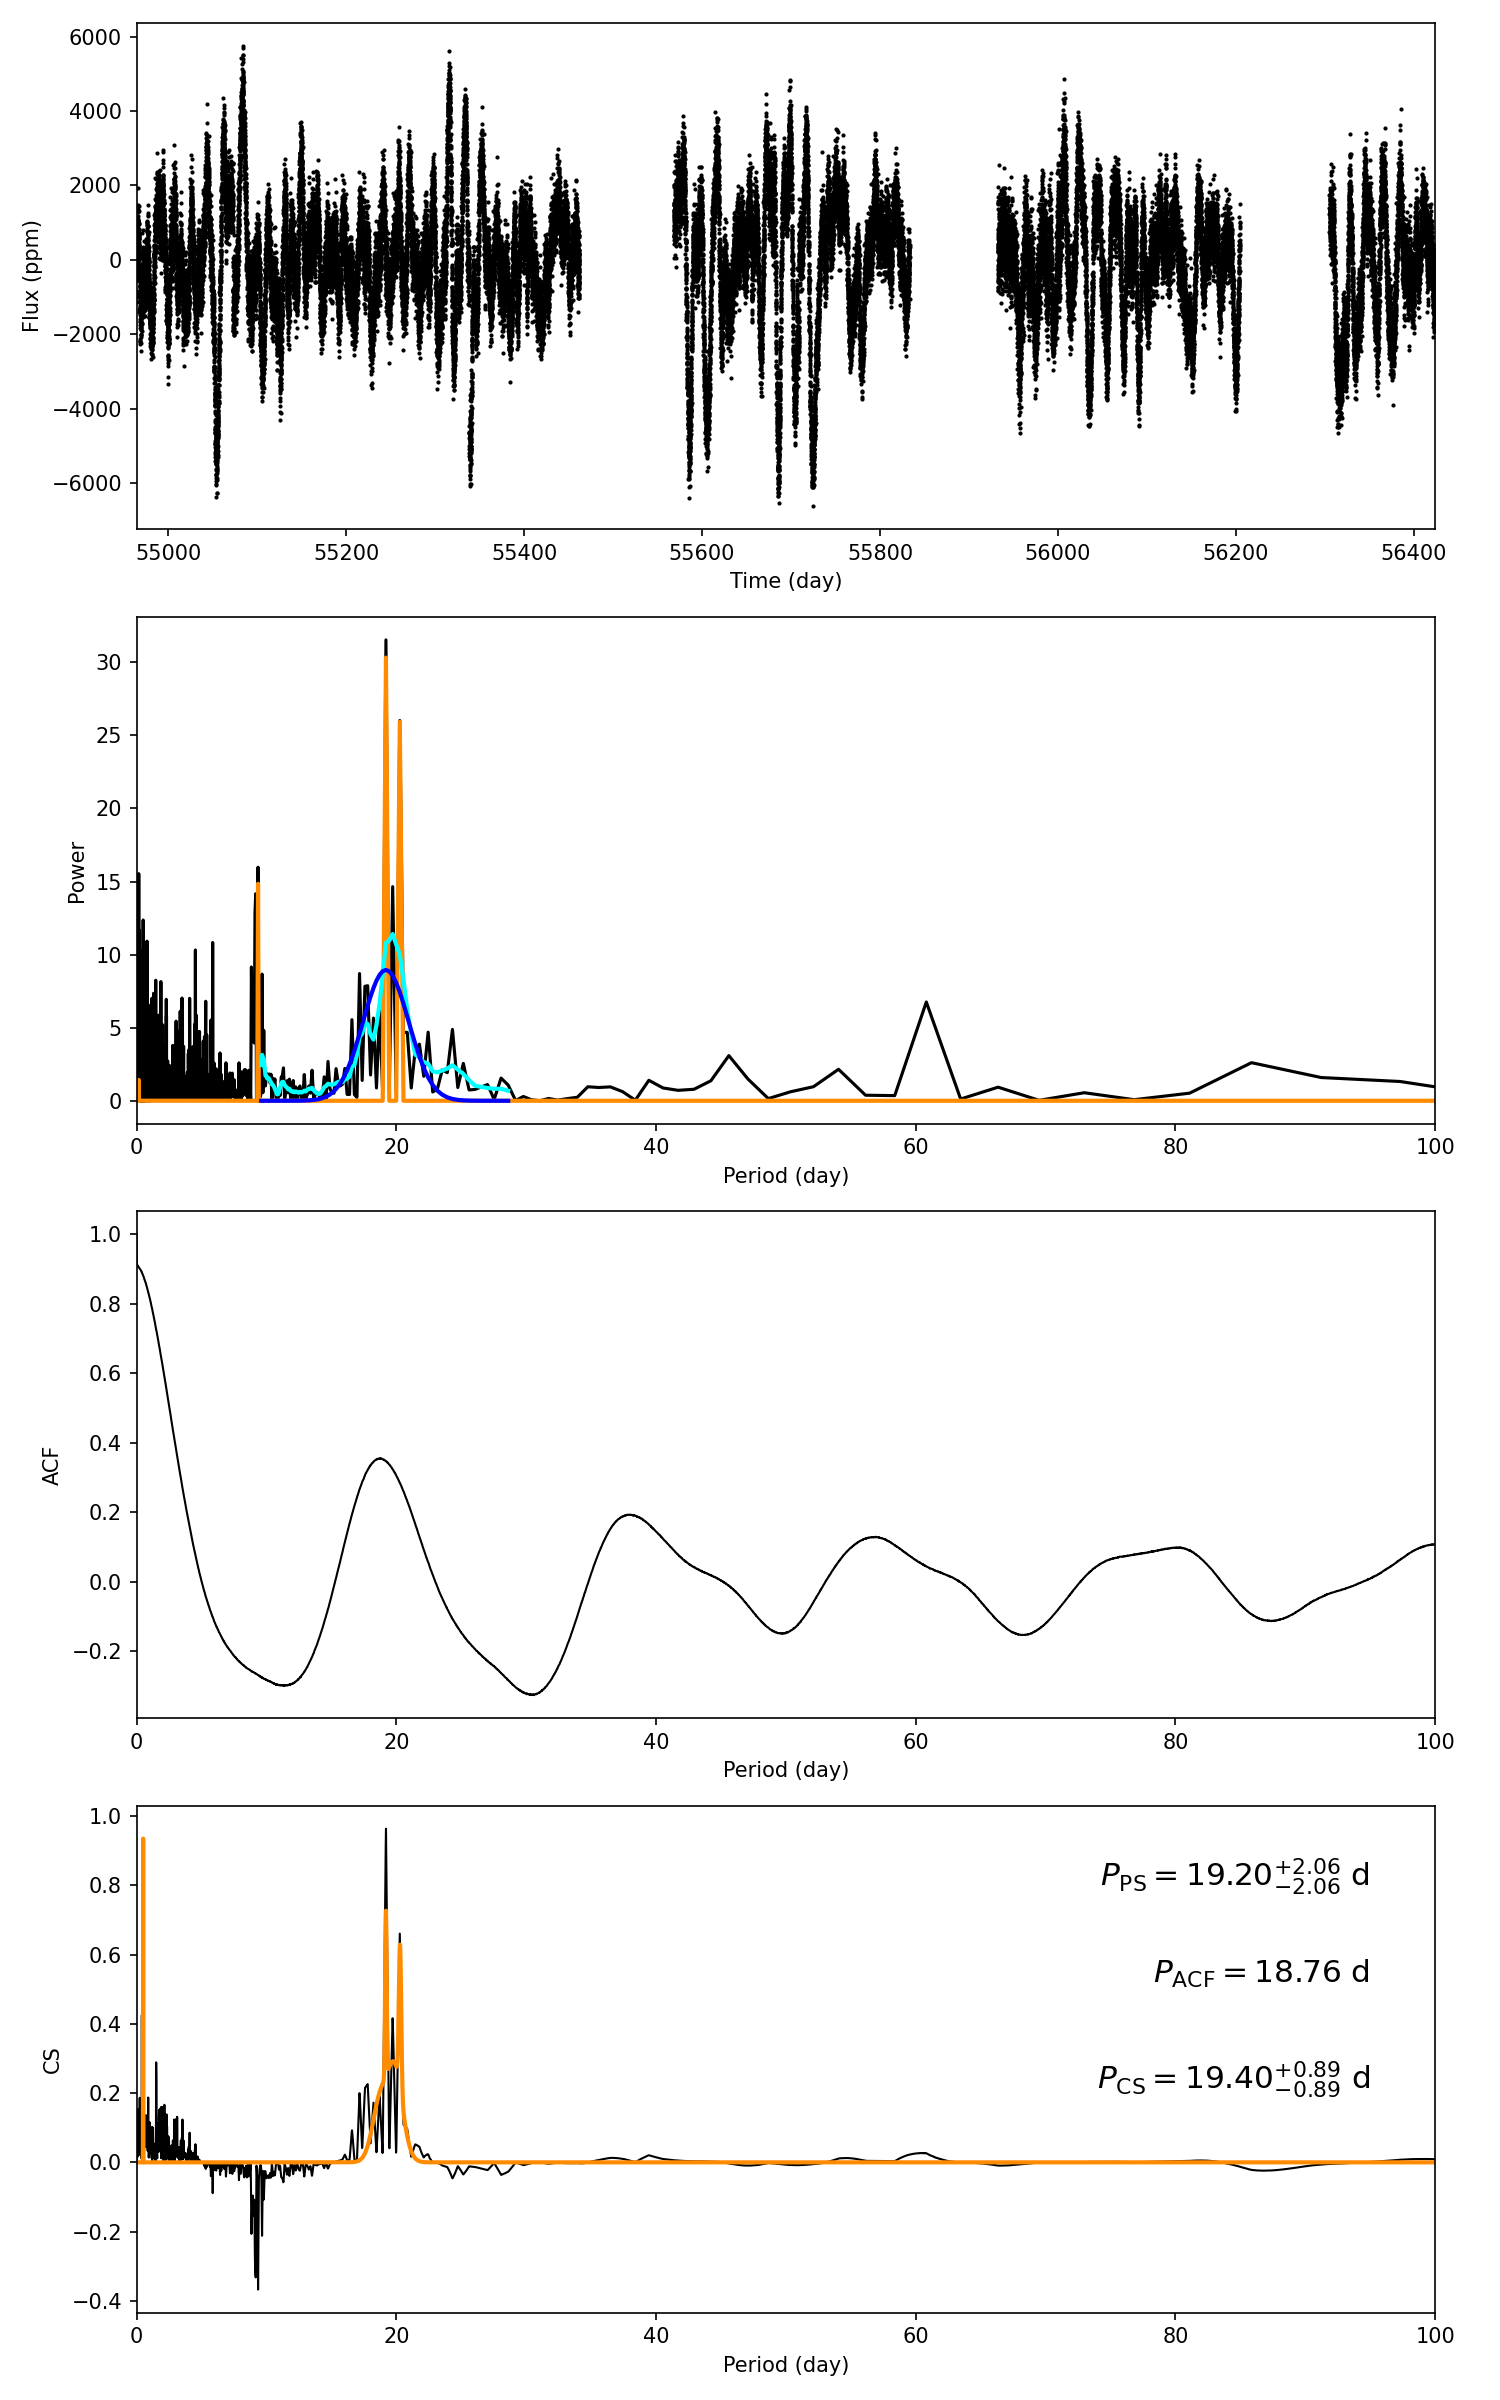 6000
4000
2000
0
−2000
−4000
−6000
Flux (ppm)
55000 55200 55400 55600 55800 56000 56200 56400
Time (day)
30
25
20
15
10
5
0
Power
0 20 40 60 80 100
Period (day)
1.0
0.8
0.6
0.4
0.2
0.0
−0.2
ACF
0 20 40 60 80 100
Period (day)
1.0
0.8
0.6
0.4
0.2
0.0
−0.2
−0.4
CS
P_PS = 19.20 +2.06 −2.06 d
P_ACF = 18.76 d
P_CS = 19.40 +0.89 −0.89 d
0 20 40 60 80 100
Period (day)